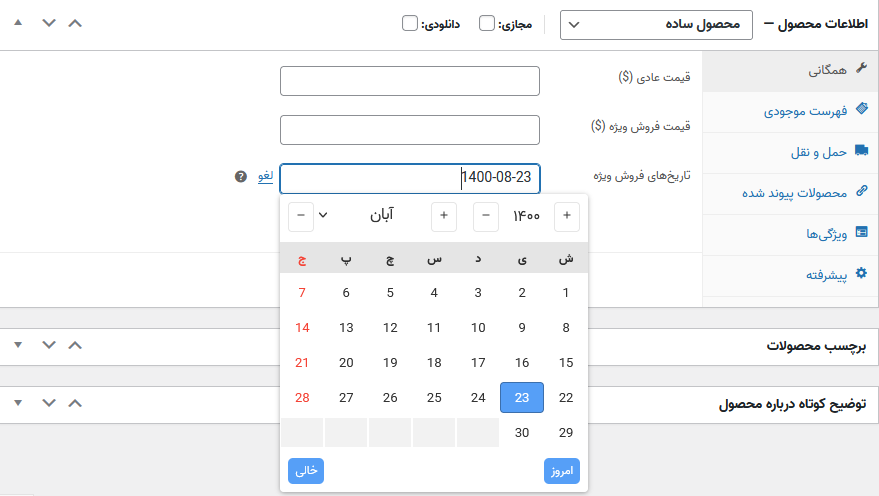 اطلاعات محصول — محصول ساده مجازی: دانلودی:
همگانی
فهرست موجودی
حمل و نقل
محصولات پیوند شده
ویژگی‌ها
پیشرفته
قیمت عادی ($)
قیمت فروش ویژه ($)
تاریخ‌های فروش ویژه 1400-08-23 لغو ?
+ ۱۴۰۰ − + آبان −
ش ی د س چ پ ج
1 2 3 4 5 6 7
8 9 10 11 12 13 14
15 16 17 18 19 20 21
22 23 24 25 26 27 28
29 30
امروز خالی
برچسب محصولات
توضیح کوتاه درباره محصول